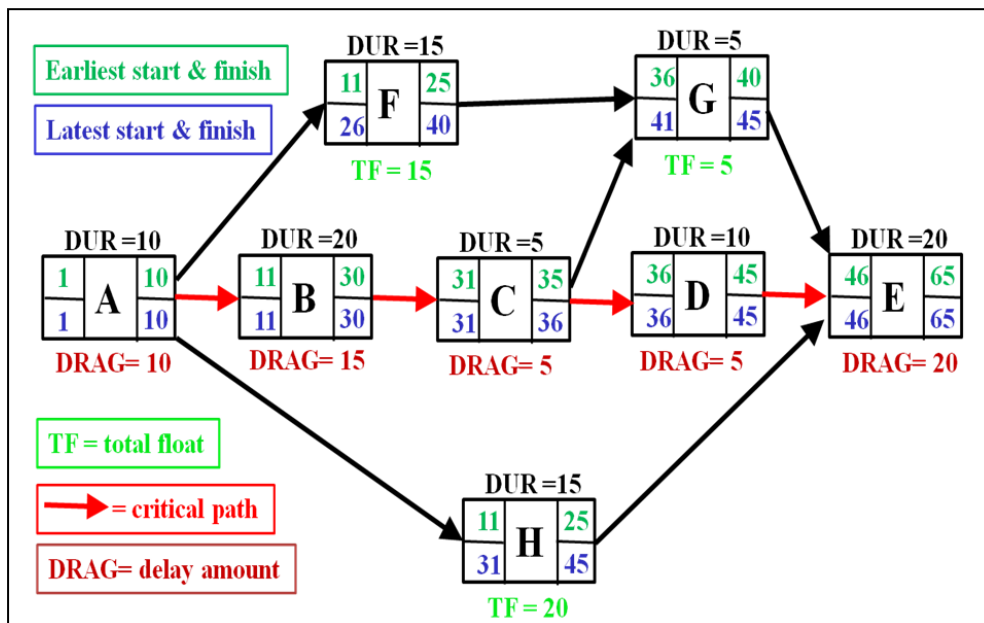 Earliest start & finish
Latest start & finish
DUR =15
11 F 25
26 40
TF = 15
DUR =5
36 G 40
41 45
TF = 5
DUR =10
1 A 10
1 10
DRAG= 10
DUR =20
11 B 30
11 30
DRAG= 15
DUR =5
31 C 35
31 36
DRAG= 5
DUR =10
36 D 45
36 45
DRAG= 5
DUR =20
46 E 65
46 65
DRAG= 20
TF = total float
= critical path
DRAG= delay amount
DUR =15
11 H 25
31 45
TF = 20